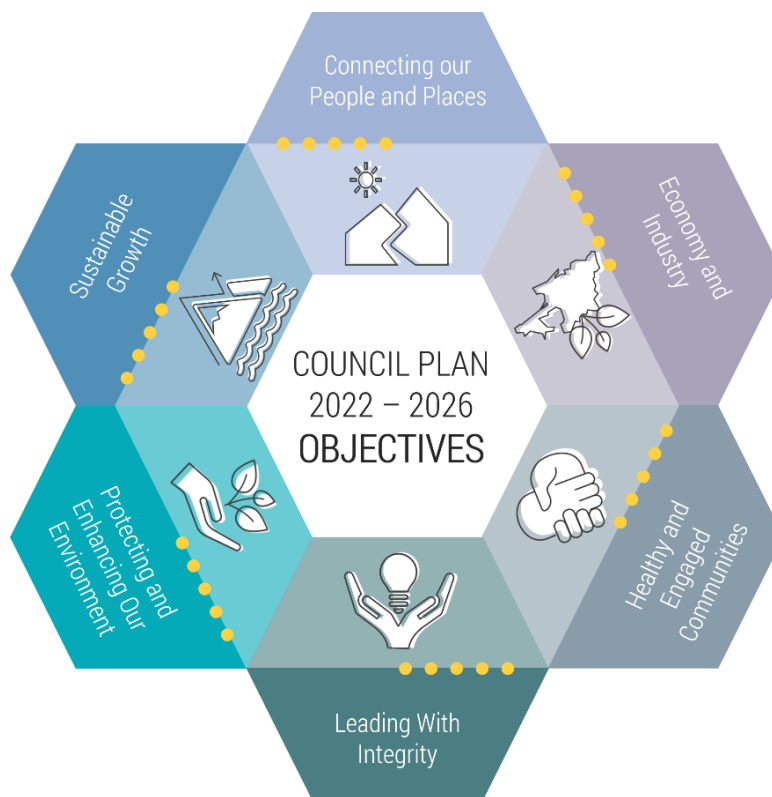 Connecting our
People and Places
Economy and
Industry
Healthy and
Engaged
Communities
Leading With
Integrity
Protecting and
Enhancing Our
Environment
Sustainable
Growth
COUNCIL PLAN
2022 – 2026
OBJECTIVES